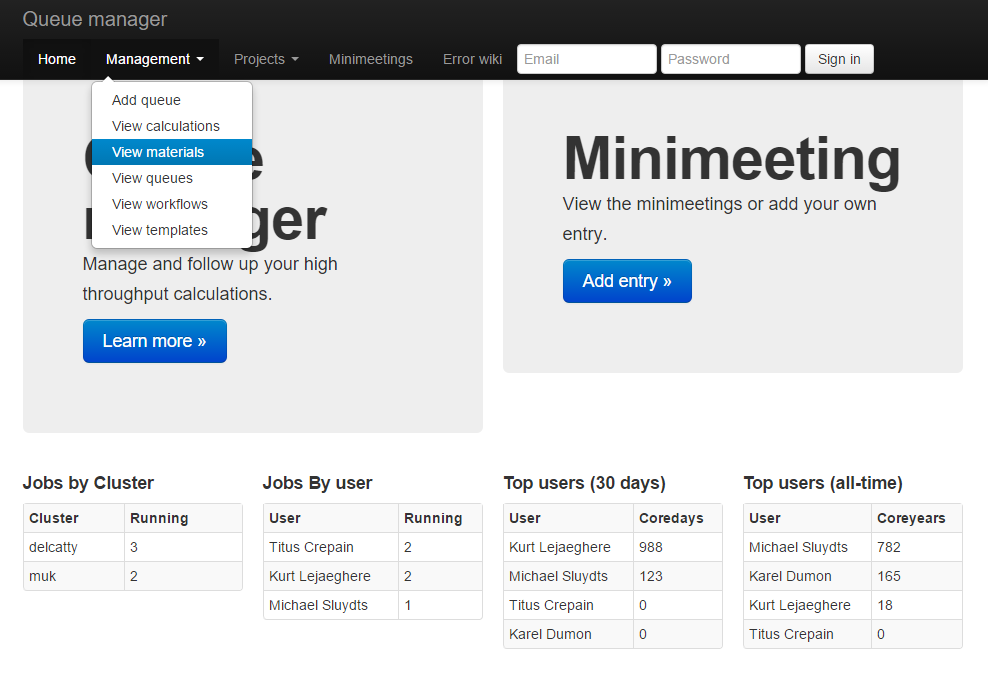 Queue manager
Home Management Projects Minimeetings Error wiki Email Password Sign in
Add queue
View calculations
View materials
View queues
View workflows
View templates
Manage and follow up your high
throughput calculations.
Learn more »
Minimeeting
View the minimeetings or add your own
entry.
Add entry »
Jobs by Cluster
Cluster Running
delcatty 3
muk 2
Jobs By user
User Running
Titus Crepain 2
Kurt Lejaeghere 2
Michael Sluydts 1
Top users (30 days)
User Coredays
Kurt Lejaeghere 988
Michael Sluydts 123
Titus Crepain 0
Karel Dumon 0
Top users (all-time)
User Coreyears
Michael Sluydts 782
Karel Dumon 165
Kurt Lejaeghere 18
Titus Crepain 0